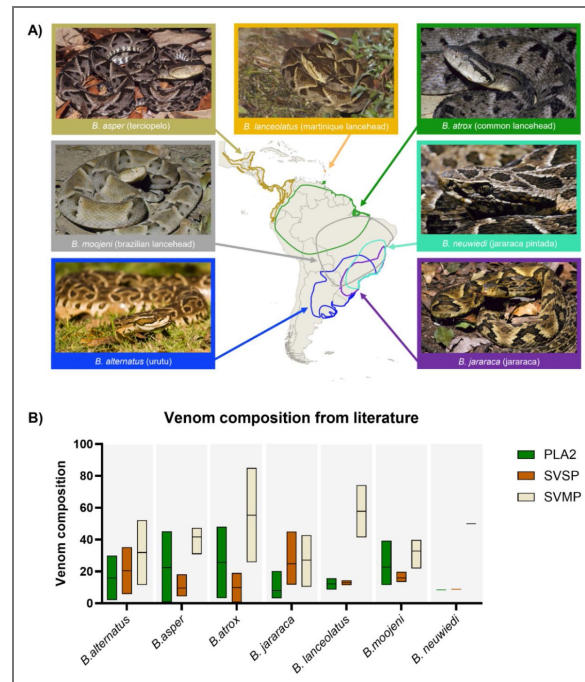 A)
B. asper (terciopelo)
B. lanceolatus (martinique lancehead)
B. atrox (common lancehead)
B. moojeni (brazilian lancehead)
B. neuwiedi (jararaca pintada)
B. alternatus (urutu)
B. jararaca (jararaca)
B)
Venom composition from literature
Venom composition
100
80
60
40
20
0
PLA2
SVSP
SVMP
B.alternatus
B.asper
B.atrox
B. jararaca
B. lanceolatus
B.moojeni
B. neuwiedi